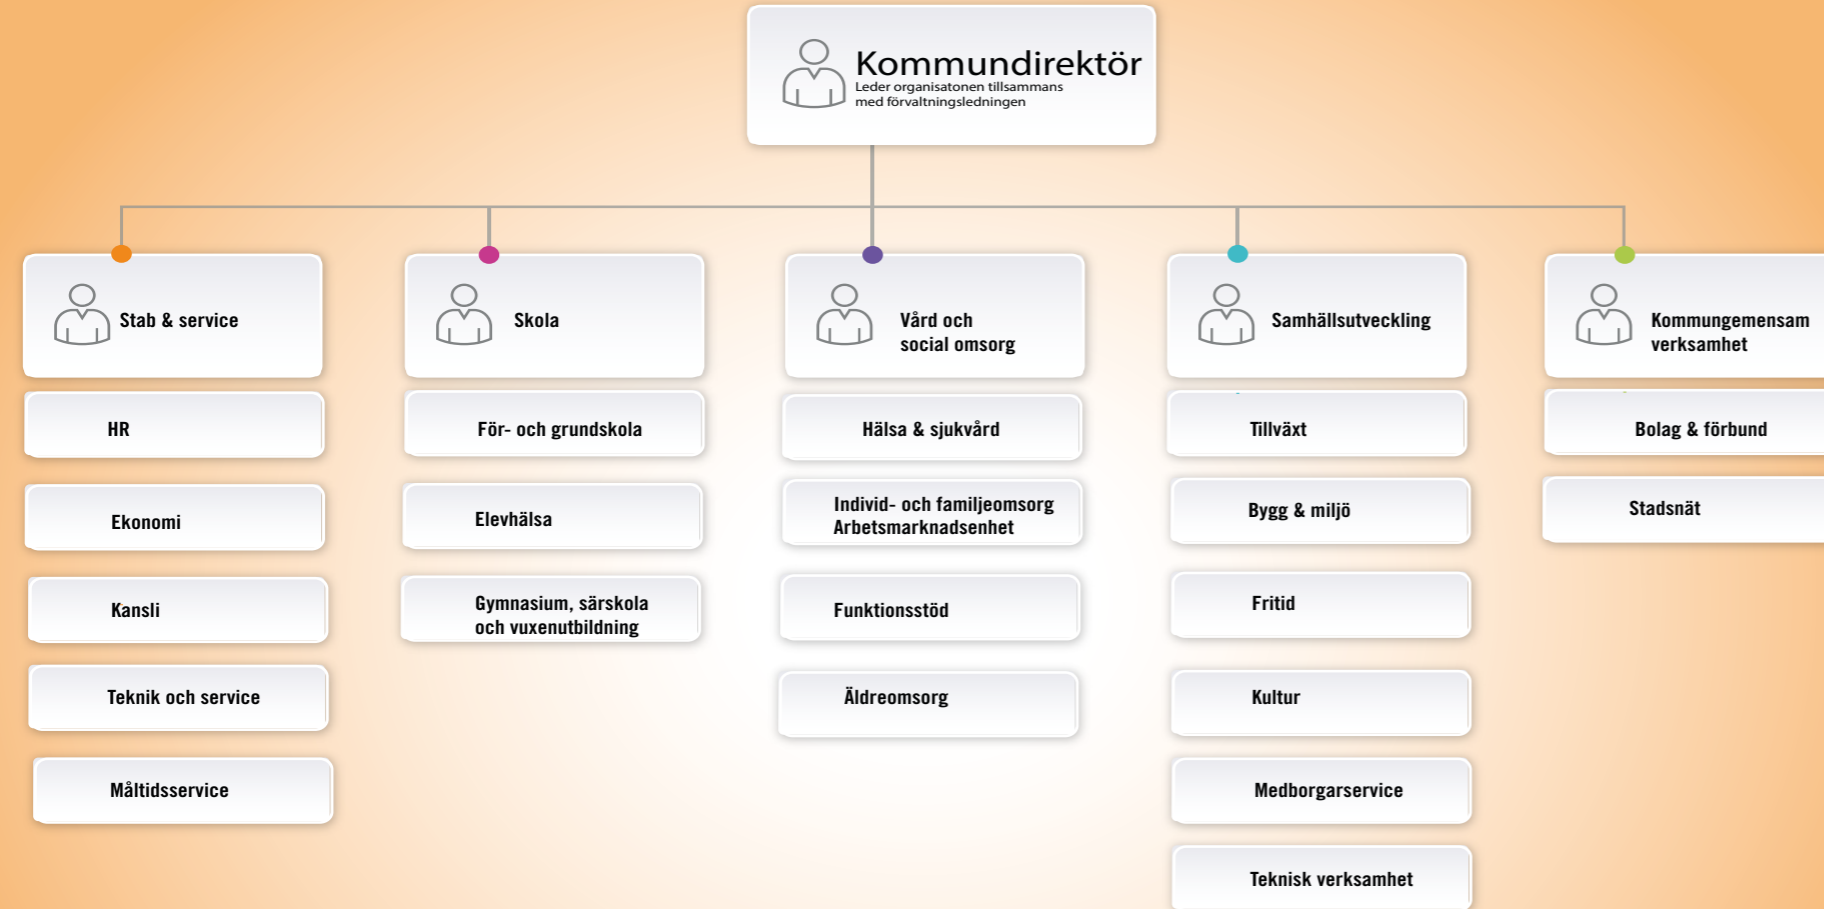 Kommundirektör
Leder organisatonen tillsammans
med förvaltningsledningen
Stab & service
HR
Ekonomi
Kansli
Teknik och service
Måltidsservice
Skola
För- och grundskola
Elevhälsa
Gymnasium, särskola
och vuxenutbildning
Vård och
social omsorg
Hälsa & sjukvård
Individ- och familjeomsorg
Arbetsmarknadsenhet
Funktionsstöd
Äldreomsorg
Samhällsutveckling
Tillväxt
Bygg & miljö
Fritid
Kultur
Medborgarservice
Teknisk verksamhet
Kommungemensam
verksamhet
Bolag & förbund
Stadsnät